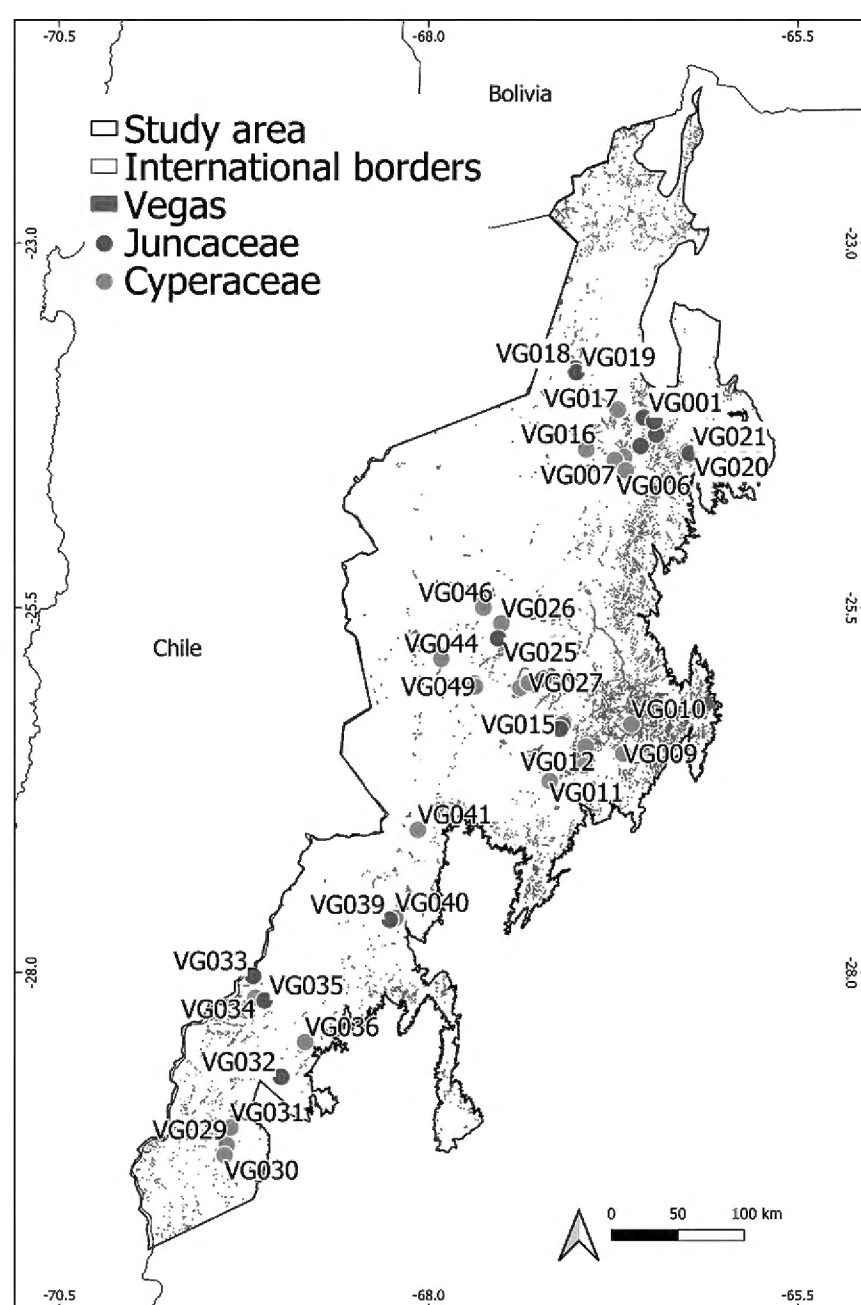 -70.5
-68.0
-65.5
Bolivia
Study area
International borders
Vegas
Juncaceae
Cyperaceae
-23.0
-23.0
VG018
VG019
VG017
VG001
VG016
VG021
VG007
VG006
VG020
VG046
VG026
-25.5
-25.5
Chile
VG044
VG025
VG049
VG027
VG015
VG010
VG012
VG009
VG011
VG041
VG039
VG040
VG033
-28.0
-28.0
VG035
VG034
VG036
VG032
VG031
VG029
VG030
0 50 100 km
-70.5
-68.0
-65.5